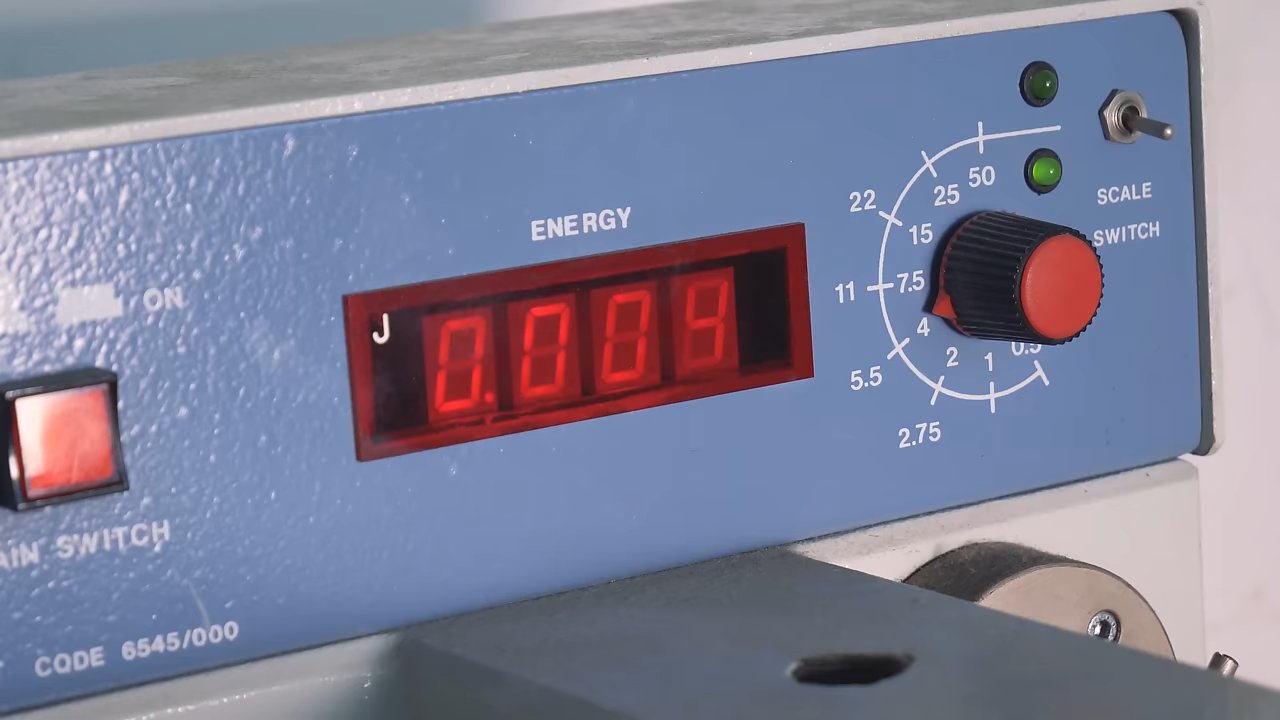 ON
AIN SWITCH
CODE 6545/000
ENERGY
J
0.004
50
25
22
15
11
7.5
4
5.5
2
1
0.5
2.75
SCALE
SWITCH